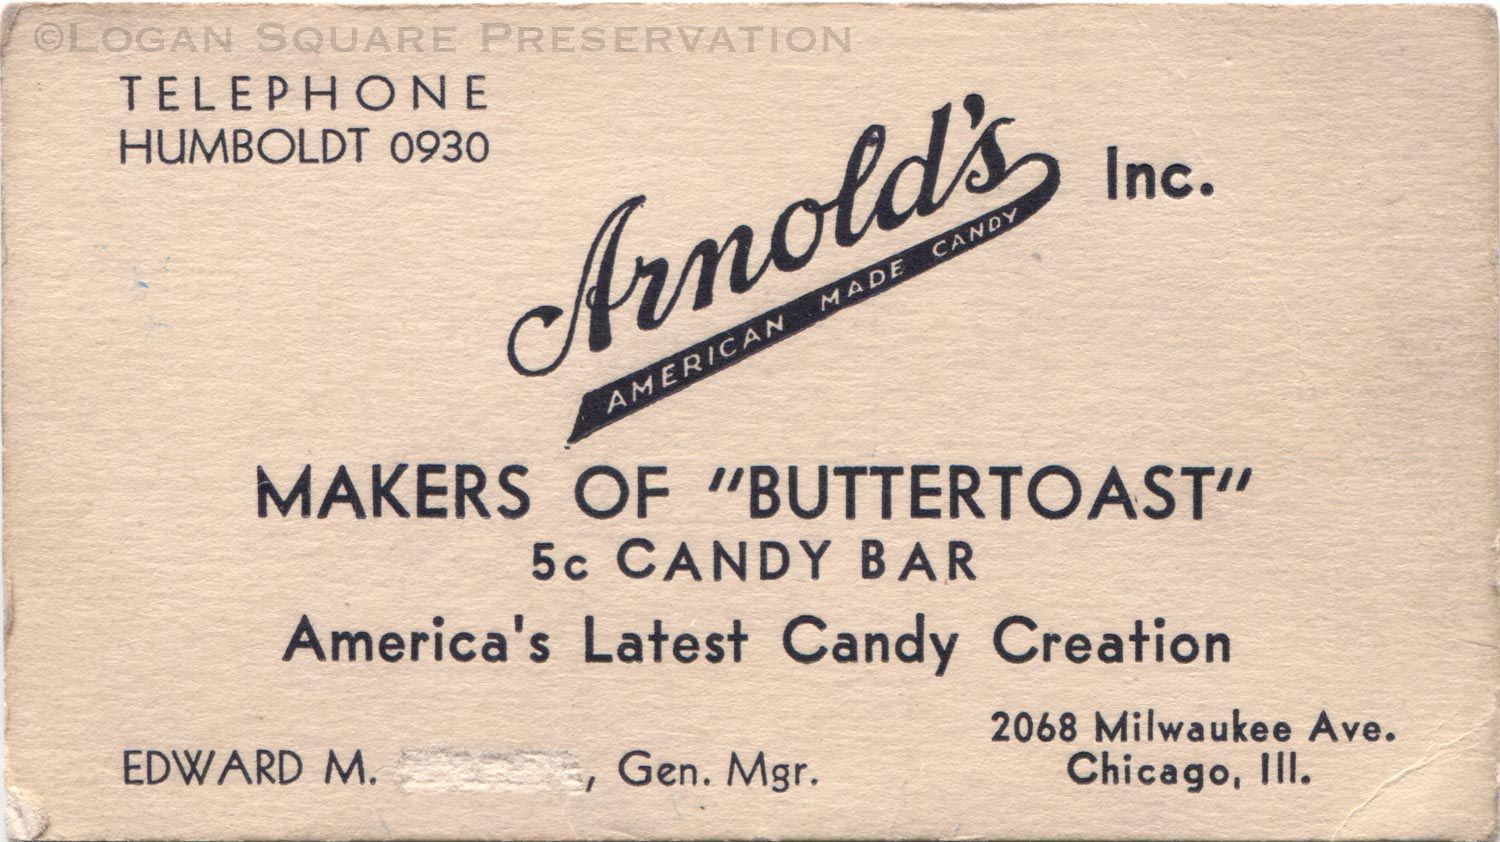 ©LOGAN SQUARE PRESERVATION
TELEPHONE
HUMBOLDT 0930
Arnold's Inc.
AMERICAN MADE CANDY
MAKERS OF "BUTTERTOAST"
5c CANDY BAR
America's Latest Candy Creation
2068 Milwaukee Ave.
Chicago, Ill.
EDWARD M. , Gen. Mgr.